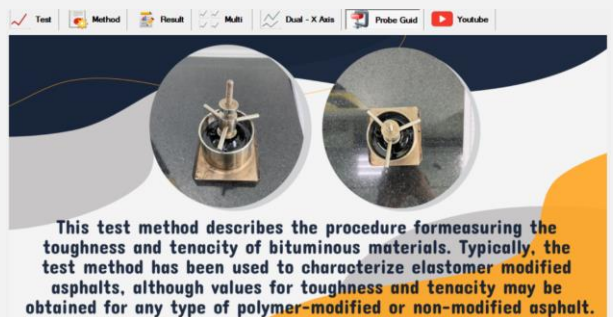 Test Method Result Multi Dual - X Axis Probe Guid Youtube
This test method describes the procedure formeasuring the
toughness and tenacity of bituminous materials. Typically, the
test method has been used to characterize elastomer modified
asphalts, although values for toughness and tenacity may be
obtained for any type of polymer-modified or non-modified asphalt.